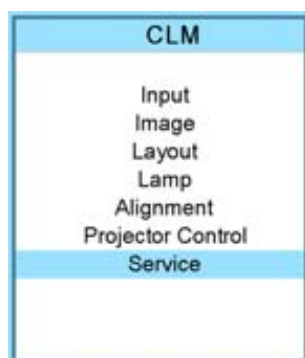 CLM
Input
Image
Layout
Lamp
Alignment
Projector Control
Service